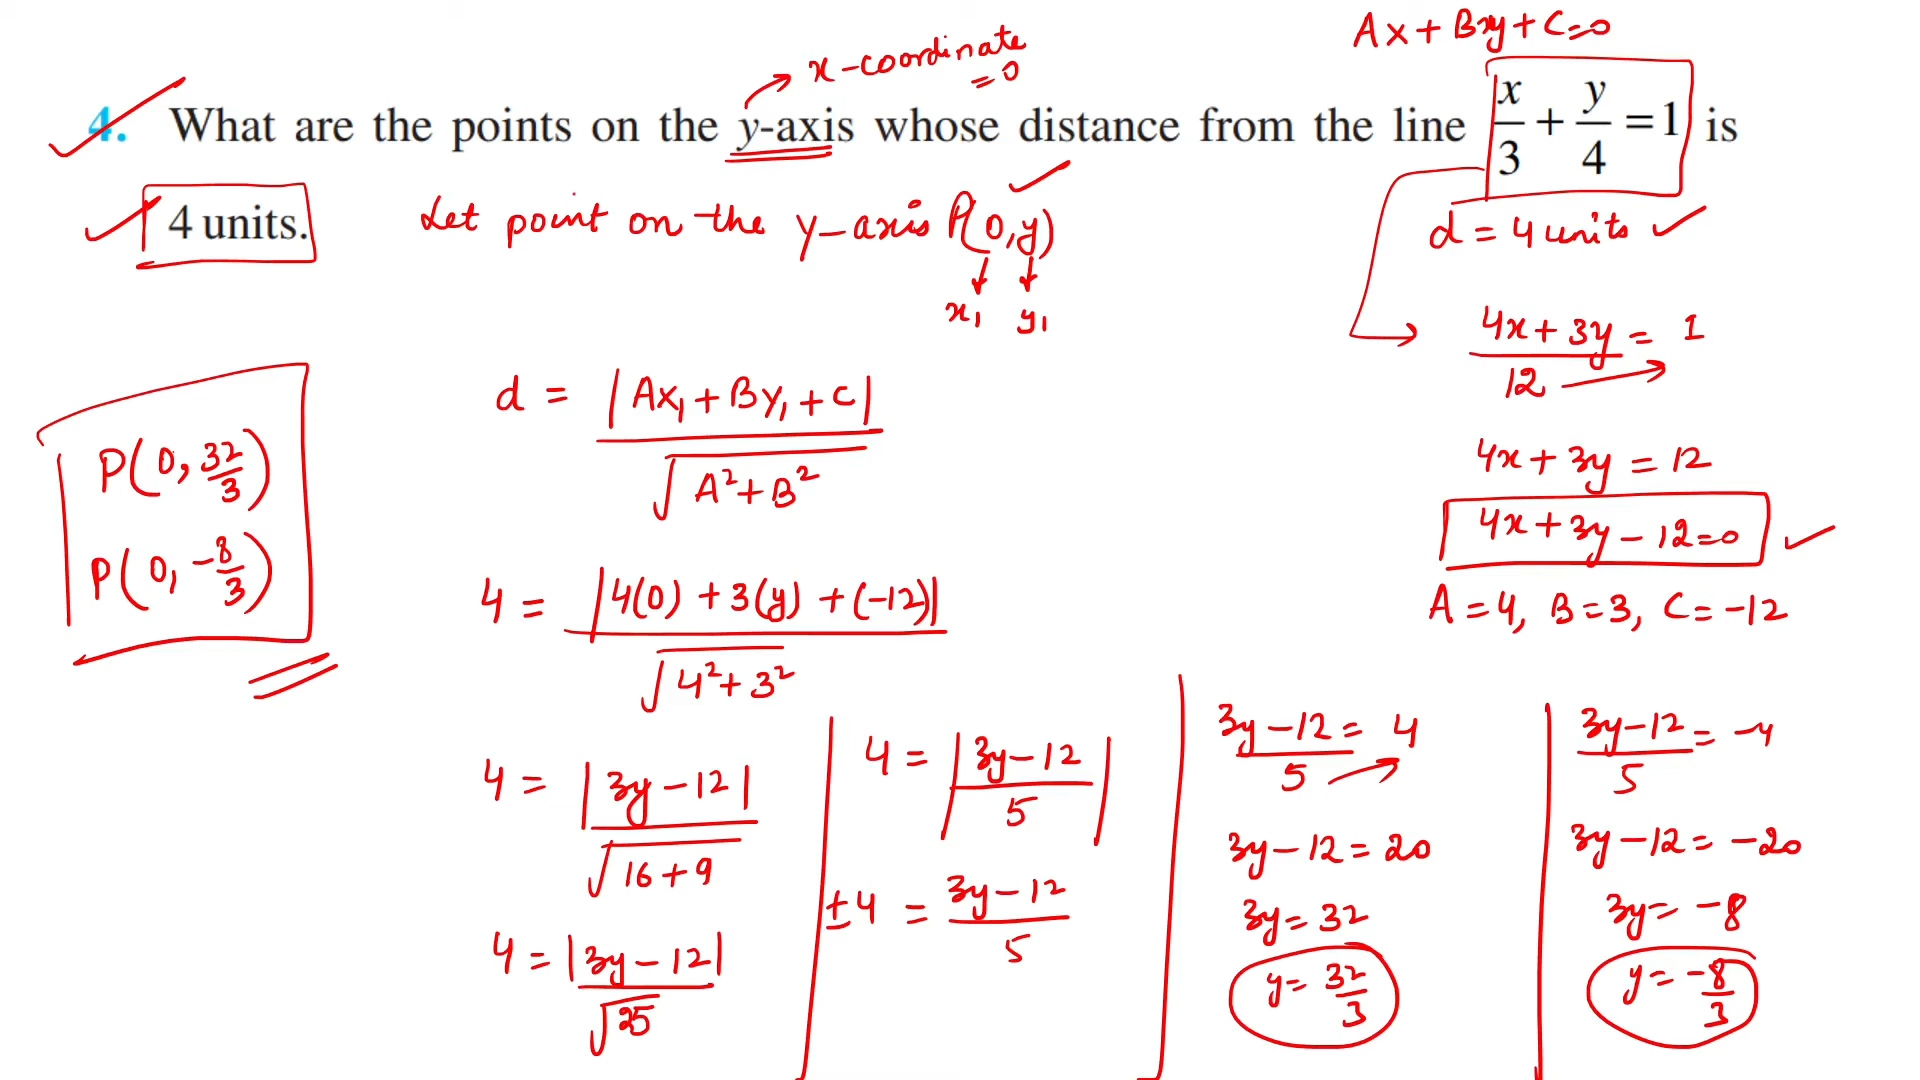 Ax + By + C = 0
x-coordinate = 0
4. What are the points on the y-axis whose distance from the line x/3 + y/4 = 1 is
4 units.
Let point on the y-axis P(0, y)
x₁ y₁
d = 4 units
(4x + 3y)/12 = 1
4x + 3y = 12
4x + 3y - 12 = 0
A = 4, B = 3, C = -12
d = |Ax₁ + By₁ + C| / √(A² + B²)
4 = |4(0) + 3(y) + (-12)| / √(4² + 3²)
4 = |3y - 12| / √(16 + 9)
4 = |3y - 12| / √25
4 = |(3y - 12)/5|
±4 = (3y - 12)/5
(3y - 12)/5 = 4
3y - 12 = 20
3y = 32
y = 32/3
(3y - 12)/5 = -4
3y - 12 = -20
3y = -8
y = -8/3
P(0, 32/3)
P(0, -8/3)